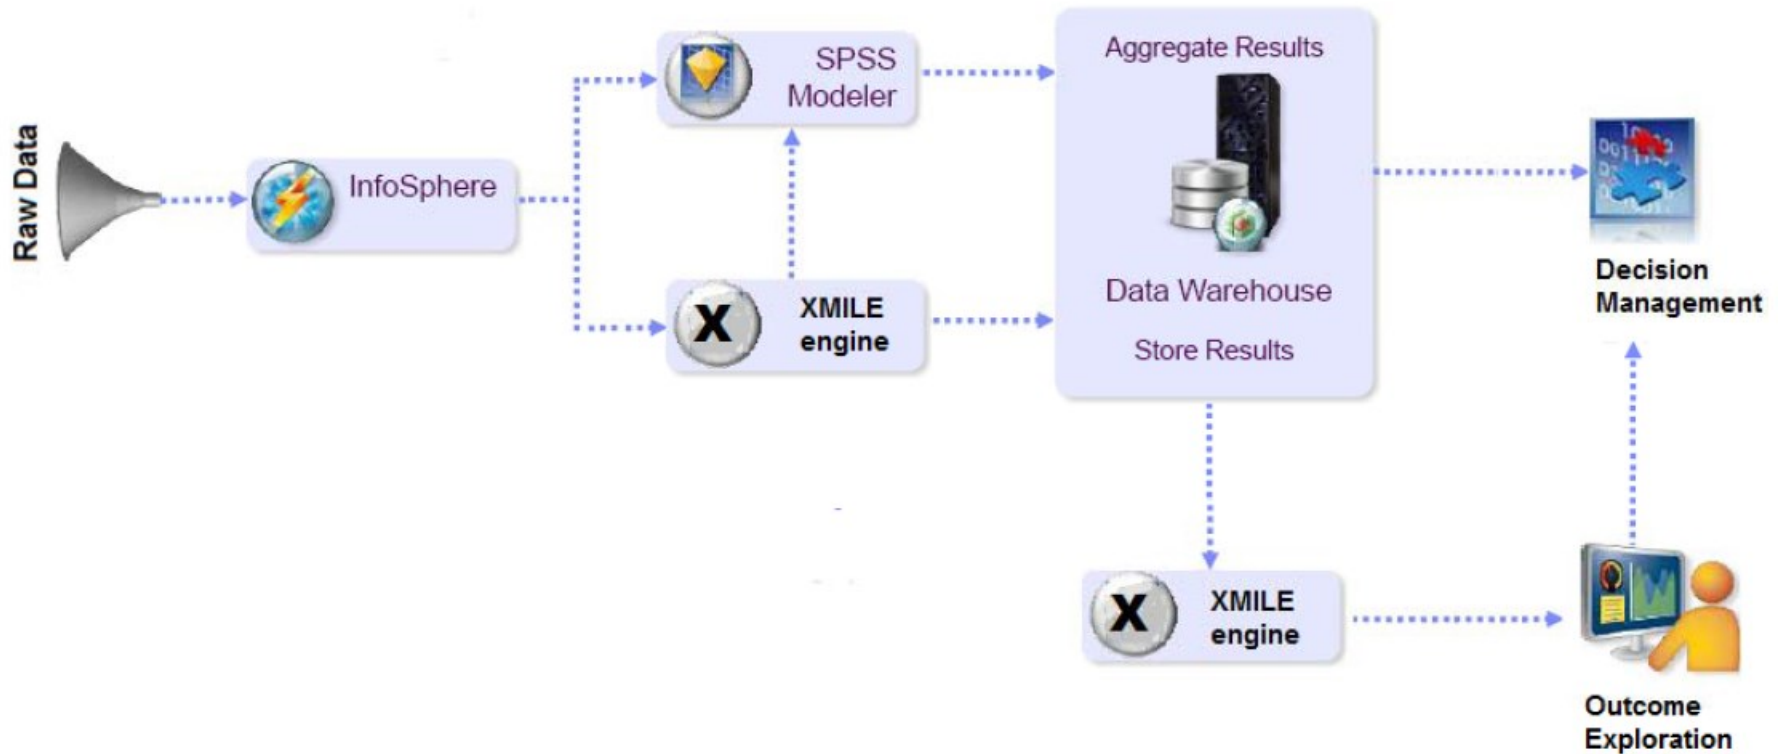 Raw Data
InfoSphere
SPSS
Modeler
X
XMILE
engine
Aggregate Results
Data Warehouse
Store Results
Decision
Management
X
XMILE
engine
Outcome
Exploration